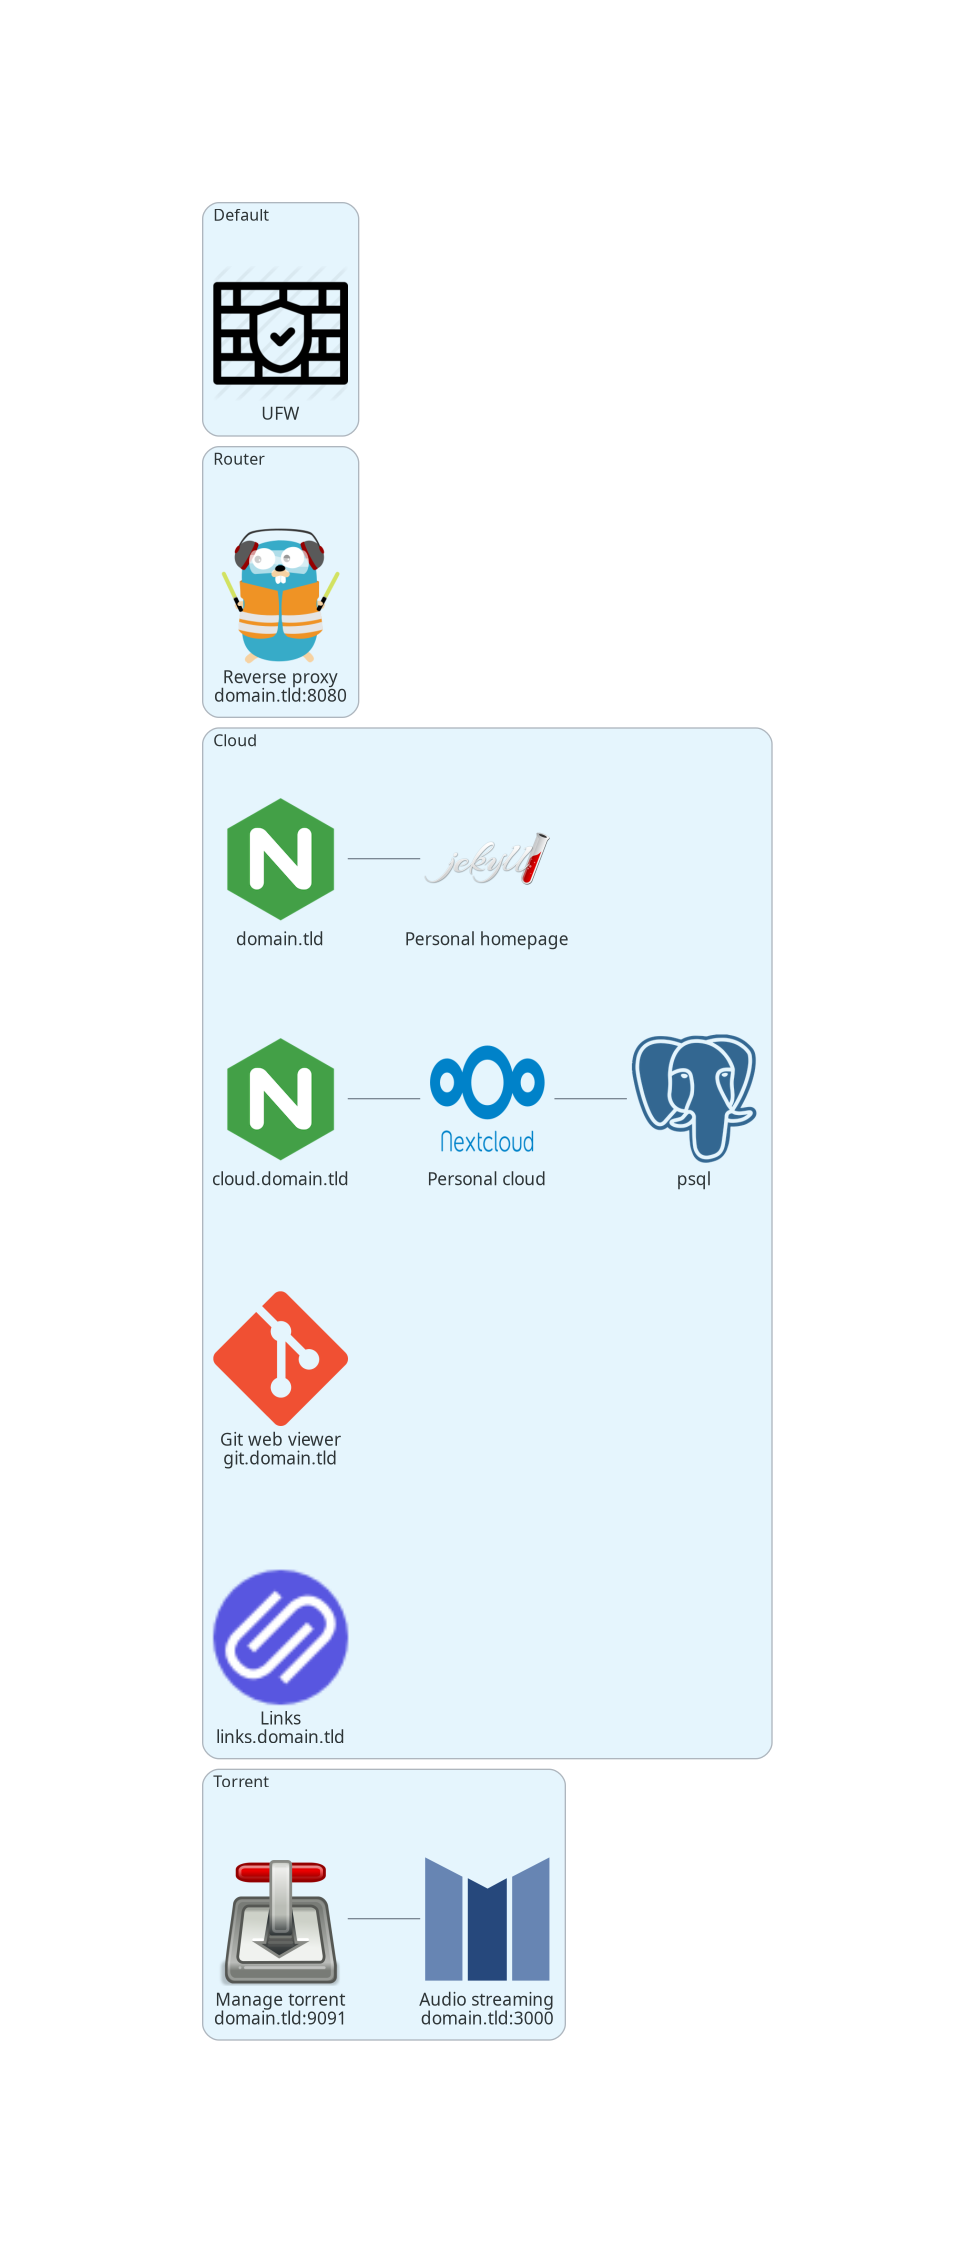 Default
UFW
Router
Reverse proxy
domain.tld:8080
Cloud
jekyll
domain.tld
Personal homepage
Nextcloud
cloud.domain.tld
Personal cloud
psql
Git web viewer
git.domain.tld
Links
links.domain.tld
Torrent
Manage torrent
domain.tld:9091
Audio streaming
domain.tld:3000